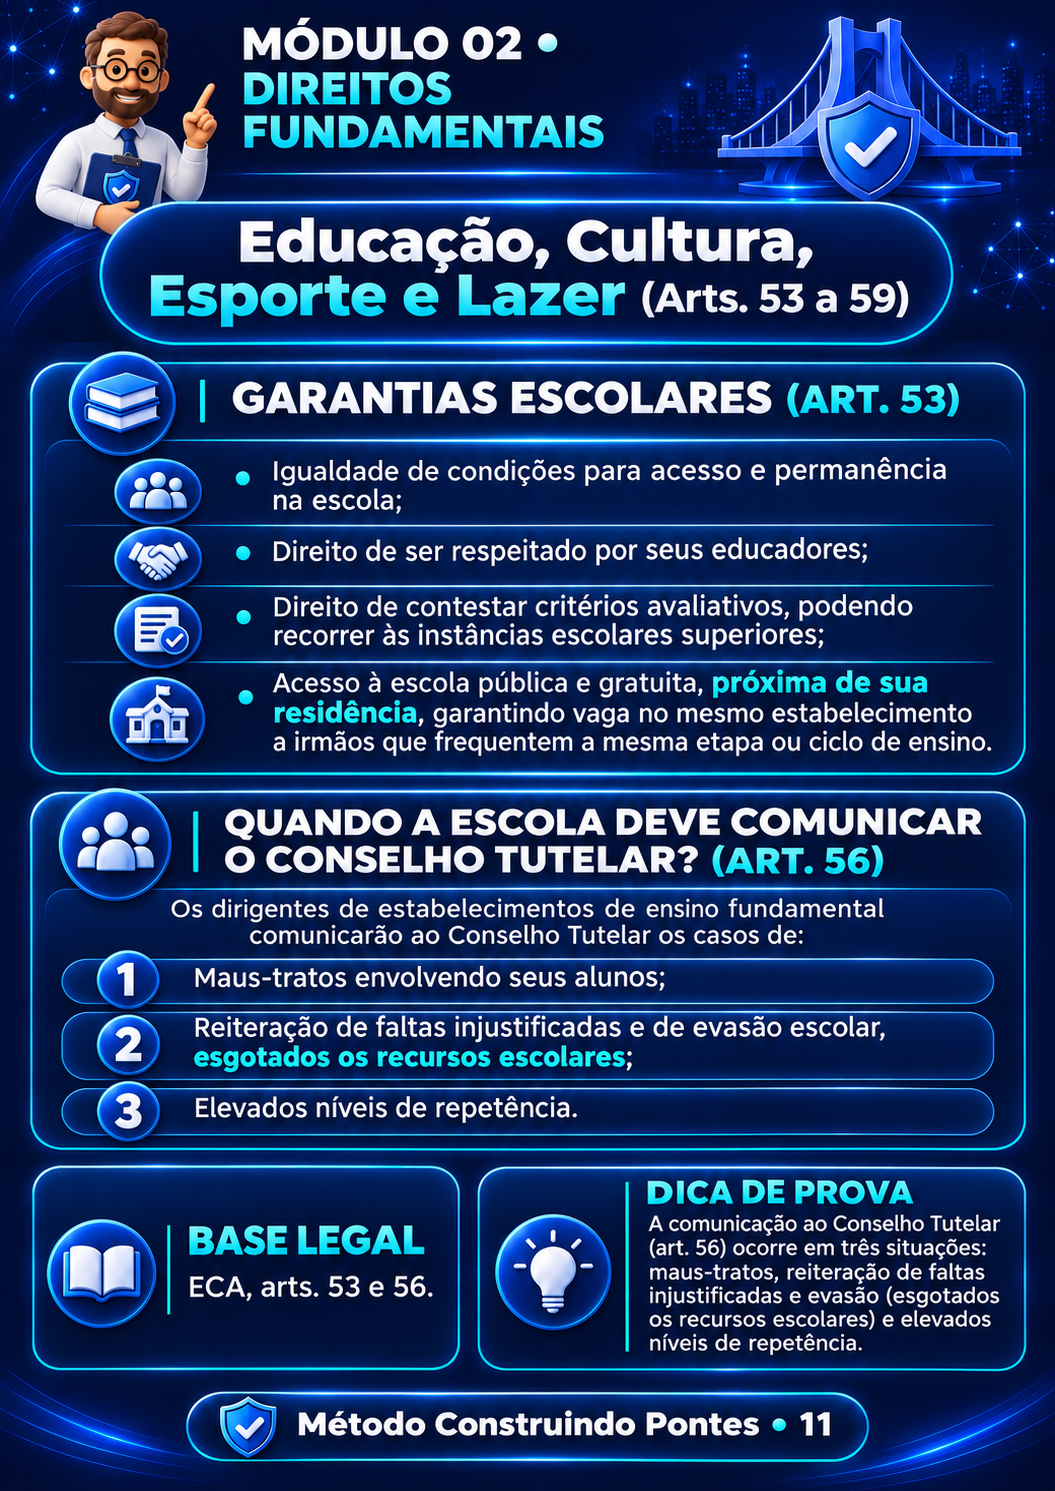 MÓDULO 02 •
DIREITOS
FUNDAMENTAIS
Educação, Cultura,
Esporte e Lazer (Arts. 53 a 59)
GARANTIAS ESCOLARES (ART. 53)
• Igualdade de condições para acesso e permanência
na escola;
• Direito de ser respeitado por seus educadores;
• Direito de contestar critérios avaliativos, podendo
recorrer às instâncias escolares superiores;
• Acesso à escola pública e gratuita, próxima de sua
residência, garantindo vaga no mesmo estabelecimento
a irmãos que frequentem a mesma etapa ou ciclo de ensino.
QUANDO A ESCOLA DEVE COMUNICAR
O CONSELHO TUTELAR? (ART. 56)
Os dirigentes de estabelecimentos de ensino fundamental
comunicarão ao Conselho Tutelar os casos de:
1 Maus-tratos envolvendo seus alunos;
2 Reiteração de faltas injustificadas e de evasão escolar,
esgotados os recursos escolares;
3 Elevados níveis de repetência.
BASE LEGAL
ECA, arts. 53 e 56.
DICA DE PROVA
A comunicação ao Conselho Tutelar
(art. 56) ocorre em três situações:
maus-tratos, reiteração de faltas
injustificadas e evasão (esgotados
os recursos escolares) e elevados
níveis de repetência.
Método Construindo Pontes • 11